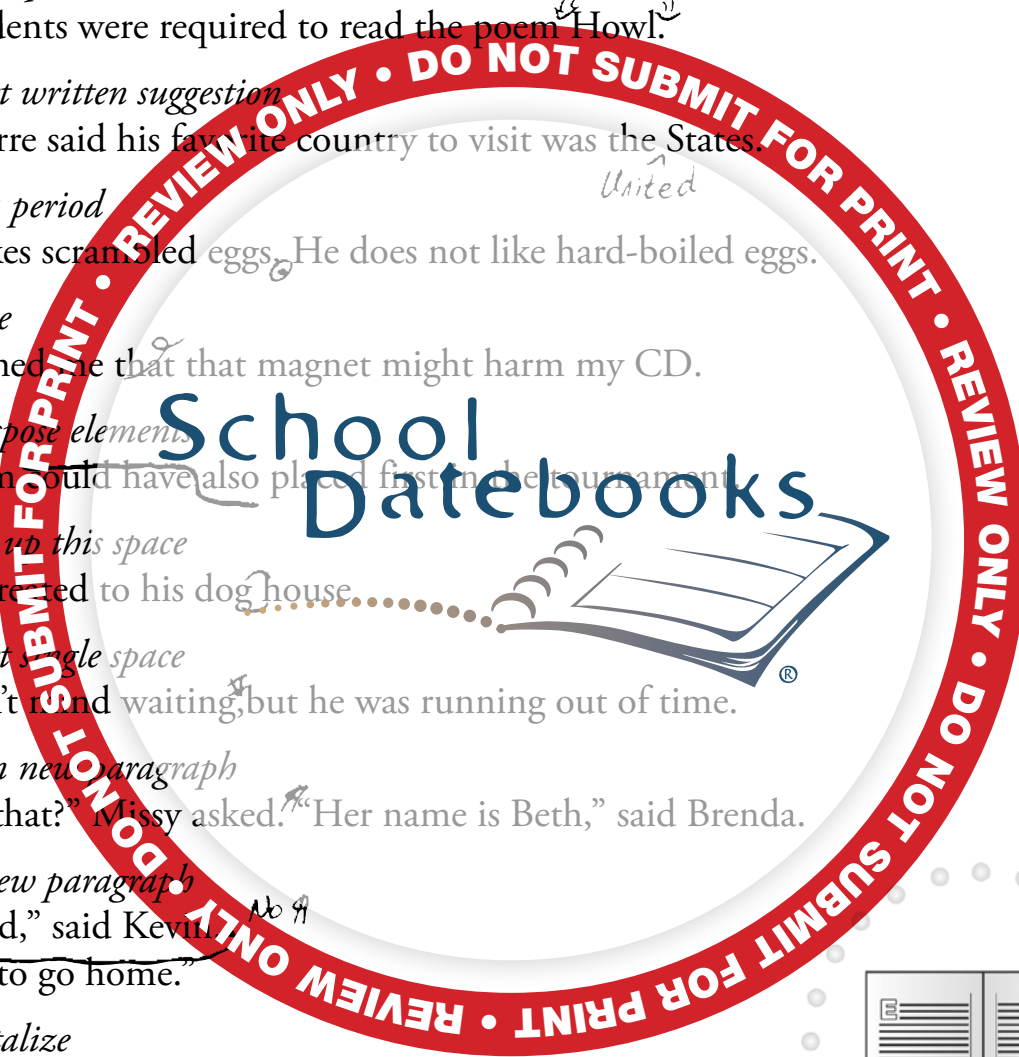 dents were required to read the poem “Howl.”
t written suggestion
rre said his favorite country to visit was the States.
United
period
kes scrambled eggs. He does not like hard-boiled eggs.
e
ned me that that magnet might harm my CD.
pose elements
could have also placed first in the tournament.
up this space
reated to his dog house
t single space
’t mind waiting, but he was running out of time.
n new paragraph
that?” Missy asked. “Her name is Beth,” said Brenda.
ew paragraph
d,” said Kevin. No ¶
to go home.”
talize
REVIEW ONLY • DO NOT SUBMIT FOR PRINT • REVIEW ONLY • DO NOT SUBMIT FOR PRINT • REVIEW ONLY • DO NOT SUBMIT FOR PRINT •
School
Datebooks
®
E